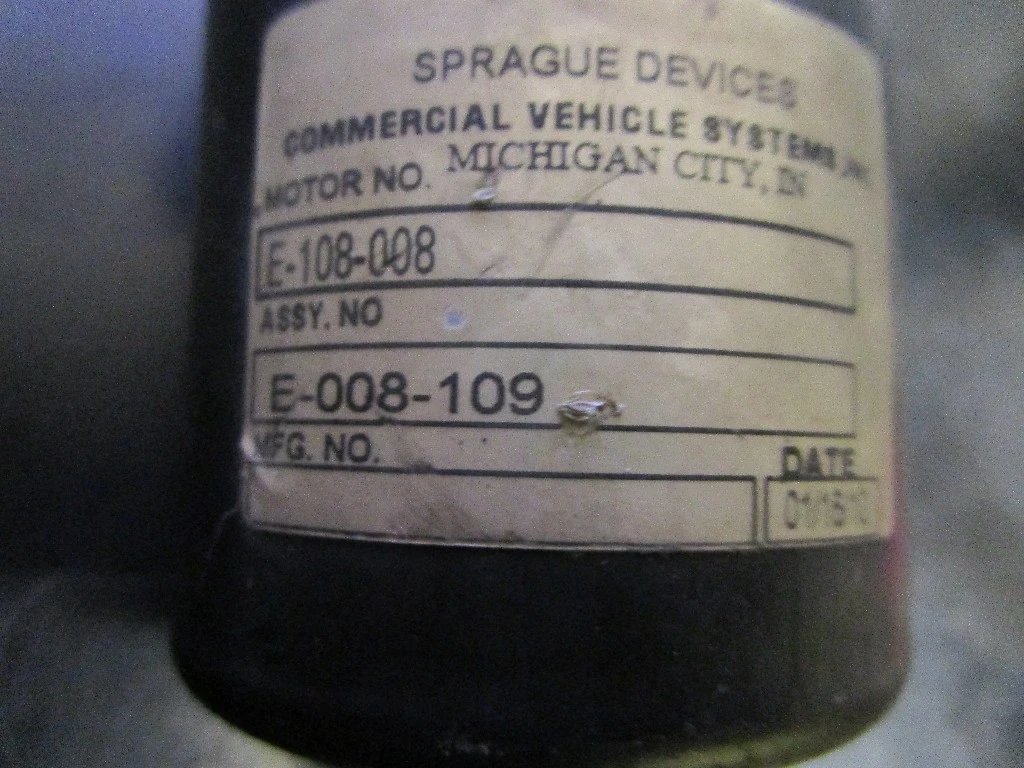 SPRAGUE DEVICES
COMMERCIAL VEHICLE SYSTEMS
MICHIGAN CITY, IN
MOTOR NO.
E-108-008
ASSY. NO
E-008-109
MFG. NO.
DATE